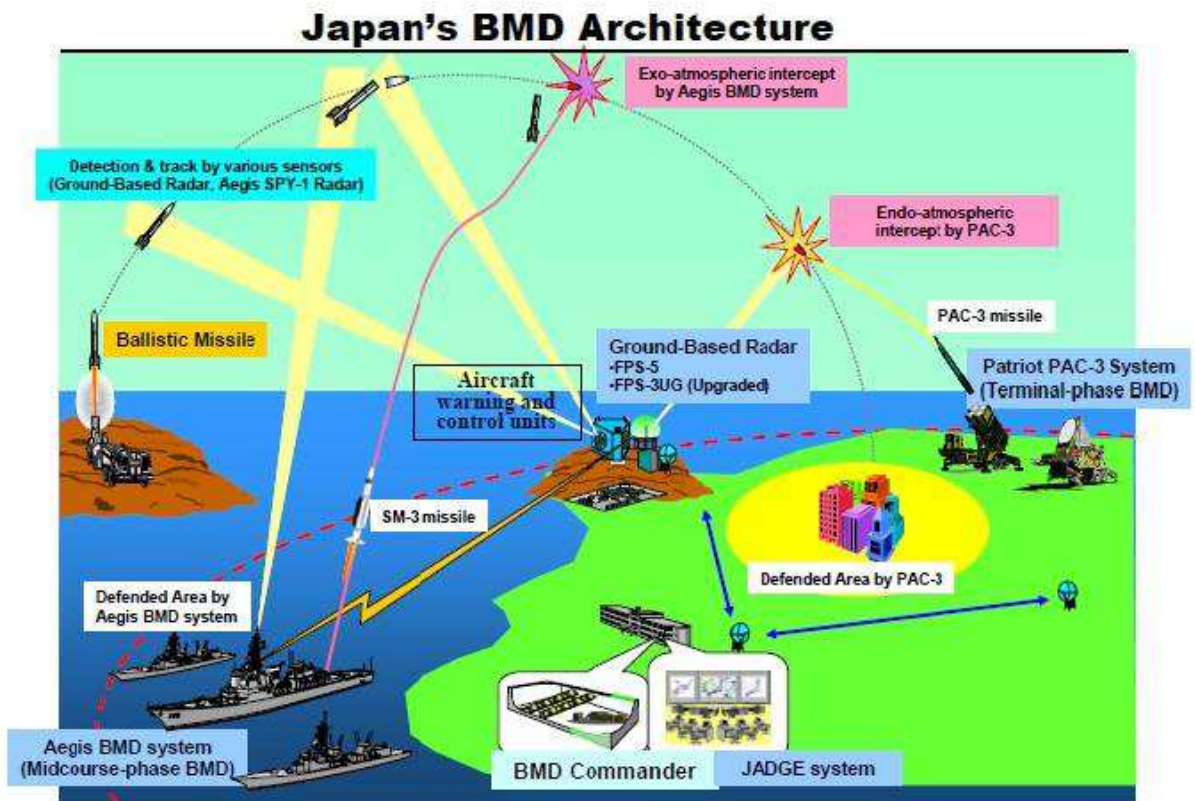 Japan's BMD Architecture
Exo-atmospheric intercept
by Aegis BMD system
Detection & track by various sensors
(Ground-Based Radar, Aegis SPY-1 Radar)
Endo-atmospheric
intercept by PAC-3
Ballistic Missile
PAC-3 missile
Ground-Based Radar
•FPS-5
•FPS-3UG (Upgraded)
Patriot PAC-3 System
(Terminal-phase BMD)
Aircraft
warning and
control units
SM-3 missile
Defended Area by PAC-3
Defended Area by
Aegis BMD system
Aegis BMD system
(Midcourse-phase BMD)
BMD Commander
JADGE system